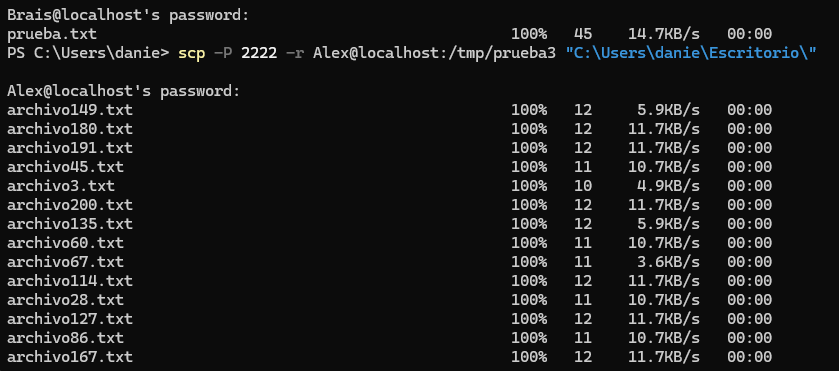 Brais@localhost's password:
prueba.txt 100% 45 14.7KB/s 00:00
PS C:\Users\danie> scp -P 2222 -r Alex@localhost:/tmp/prueba3 "C:\Users\danie\Escritorio\"
Alex@localhost's password:
archivo149.txt 100% 12 5.9KB/s 00:00
archivo180.txt 100% 12 11.7KB/s 00:00
archivo191.txt 100% 12 11.7KB/s 00:00
archivo45.txt 100% 11 10.7KB/s 00:00
archivo3.txt 100% 10 4.9KB/s 00:00
archivo200.txt 100% 12 11.7KB/s 00:00
archivo135.txt 100% 12 5.9KB/s 00:00
archivo60.txt 100% 11 10.7KB/s 00:00
archivo67.txt 100% 11 3.6KB/s 00:00
archivo114.txt 100% 12 11.7KB/s 00:00
archivo28.txt 100% 11 10.7KB/s 00:00
archivo127.txt 100% 12 11.7KB/s 00:00
archivo86.txt 100% 11 10.7KB/s 00:00
archivo167.txt 100% 12 11.7KB/s 00:00